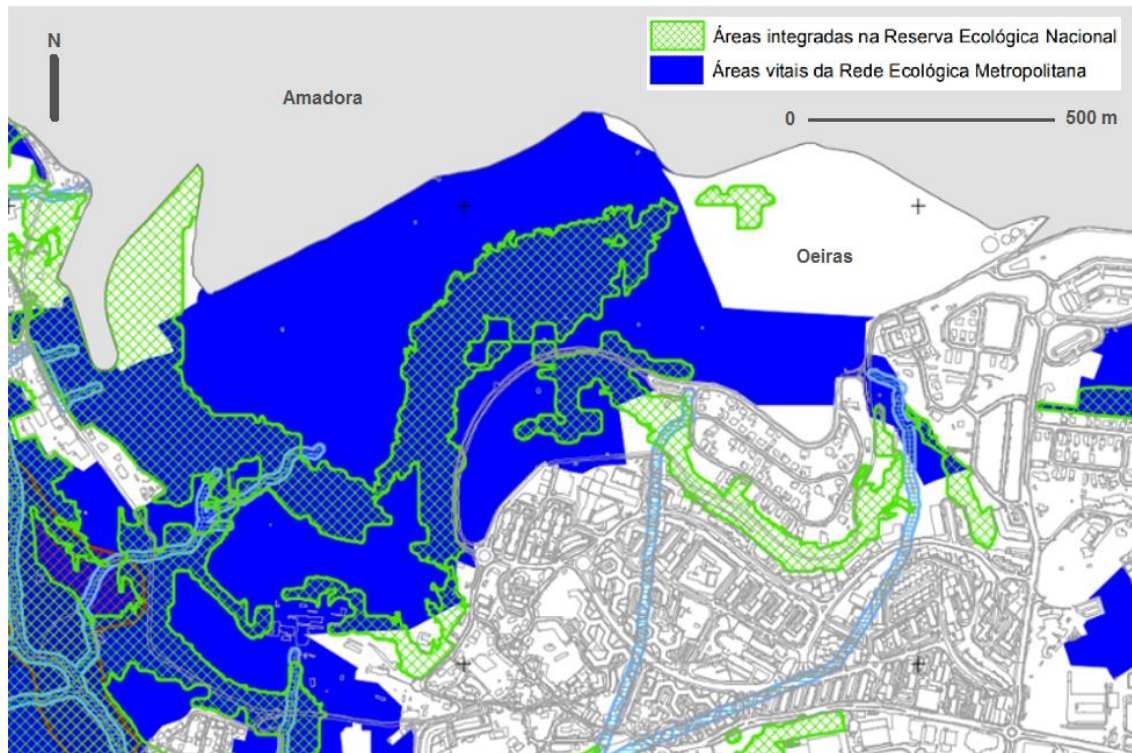 Áreas integradas na Reserva Ecológica Nacional
Áreas vitais da Rede Ecológica Metropolitana
N
Amadora
0 500 m
Oeiras